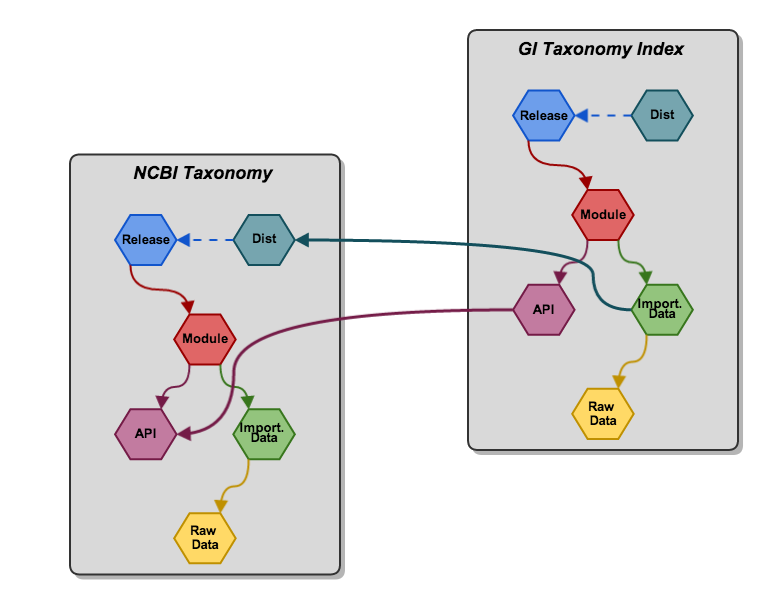 GI Taxonomy Index
Release
Dist
Module
API
Import.
Data
Raw
Data
NCBI Taxonomy
Release
Dist
Module
API
Import.
Data
Raw
Data